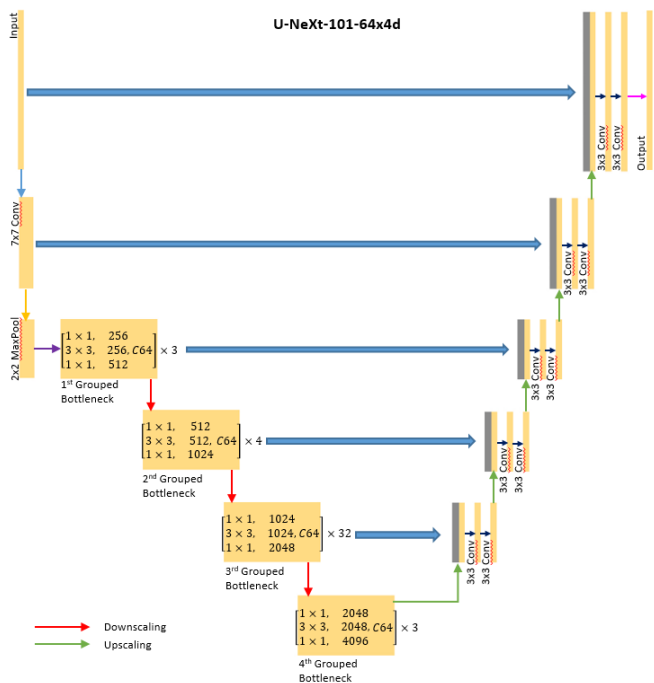 U-NeXt-101-64x4d
Input
3x3 Conv
3x3 Conv
Output
7x7 Conv
3x3 Conv
3x3 Conv
2x2 MaxPool
1 × 1, 256
3 × 3, 256, C64 × 3
1 × 1, 512
1st Grouped
Bottleneck
3x3 Conv
3x3 Conv
1 × 1, 512
3 × 3, 512, C64 × 4
1 × 1, 1024
2nd Grouped
Bottleneck
3x3 Conv
3x3 Conv
1 × 1, 1024
3 × 3, 1024, C64 × 32
1 × 1, 2048
3rd Grouped
Bottleneck
3x3 Conv
3x3 Conv
1 × 1, 2048
3 × 3, 2048, C64 × 3
1 × 1, 4096
4th Grouped
Bottleneck
Downscaling
Upscaling